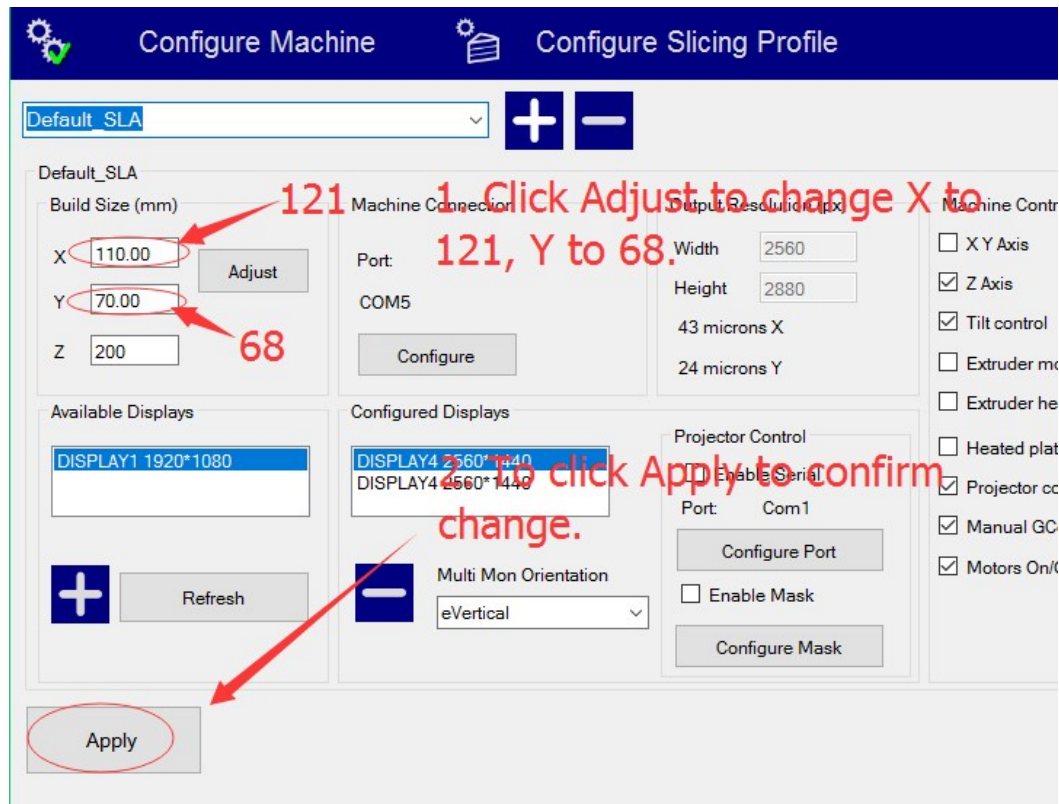 Configure Machine
Configure Slicing Profile
Default_SLA
Default_SLA
Build Size (mm)
X 110.00
Adjust
Y 70.00
Z 200
121
68
Machine Connection
Port:
COM5
Configure
1. Click Adjust to change X to
121, Y to 68.
Output Resolution (px)
Width 2560
Height 2880
43 microns X
24 microns Y
Machine Contr
X Y Axis
Z Axis
Tilt control
Extruder mo
Extruder he
Heated plat
Projector co
Manual GC
Motors On/
Available Displays
DISPLAY1 1920*1080
Refresh
Configured Displays
DISPLAY4 2560*1440
DISPLAY4 2560*1440
2. To click Apply to confirm
change.
Multi Mon Orientation
eVertical
Projector Control
Enable Serial
Port: Com1
Configure Port
Enable Mask
Configure Mask
Apply